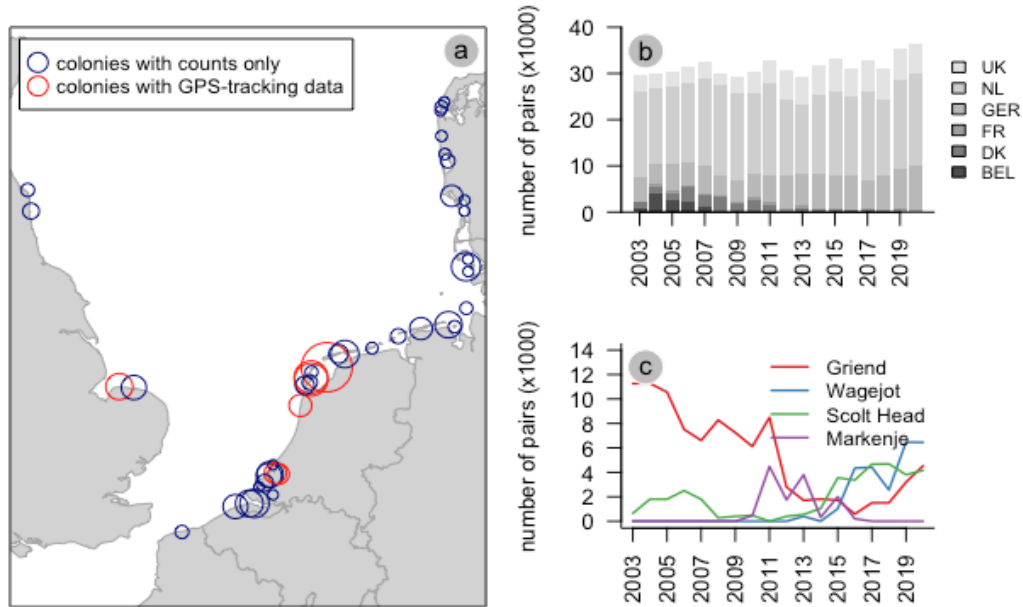 a
colonies with counts only
colonies with GPS-tracking data
b
number of pairs (x1000)
40
30
20
10
0
2003
2005
2007
2009
2011
2013
2015
2017
2019
UK
NL
GER
FR
DK
BEL
c
number of pairs (x1000)
14
12
10
8
6
4
2
0
2003
2005
2007
2009
2011
2013
2015
2017
2019
Griend
Wagejot
Scolt Head
Markenje